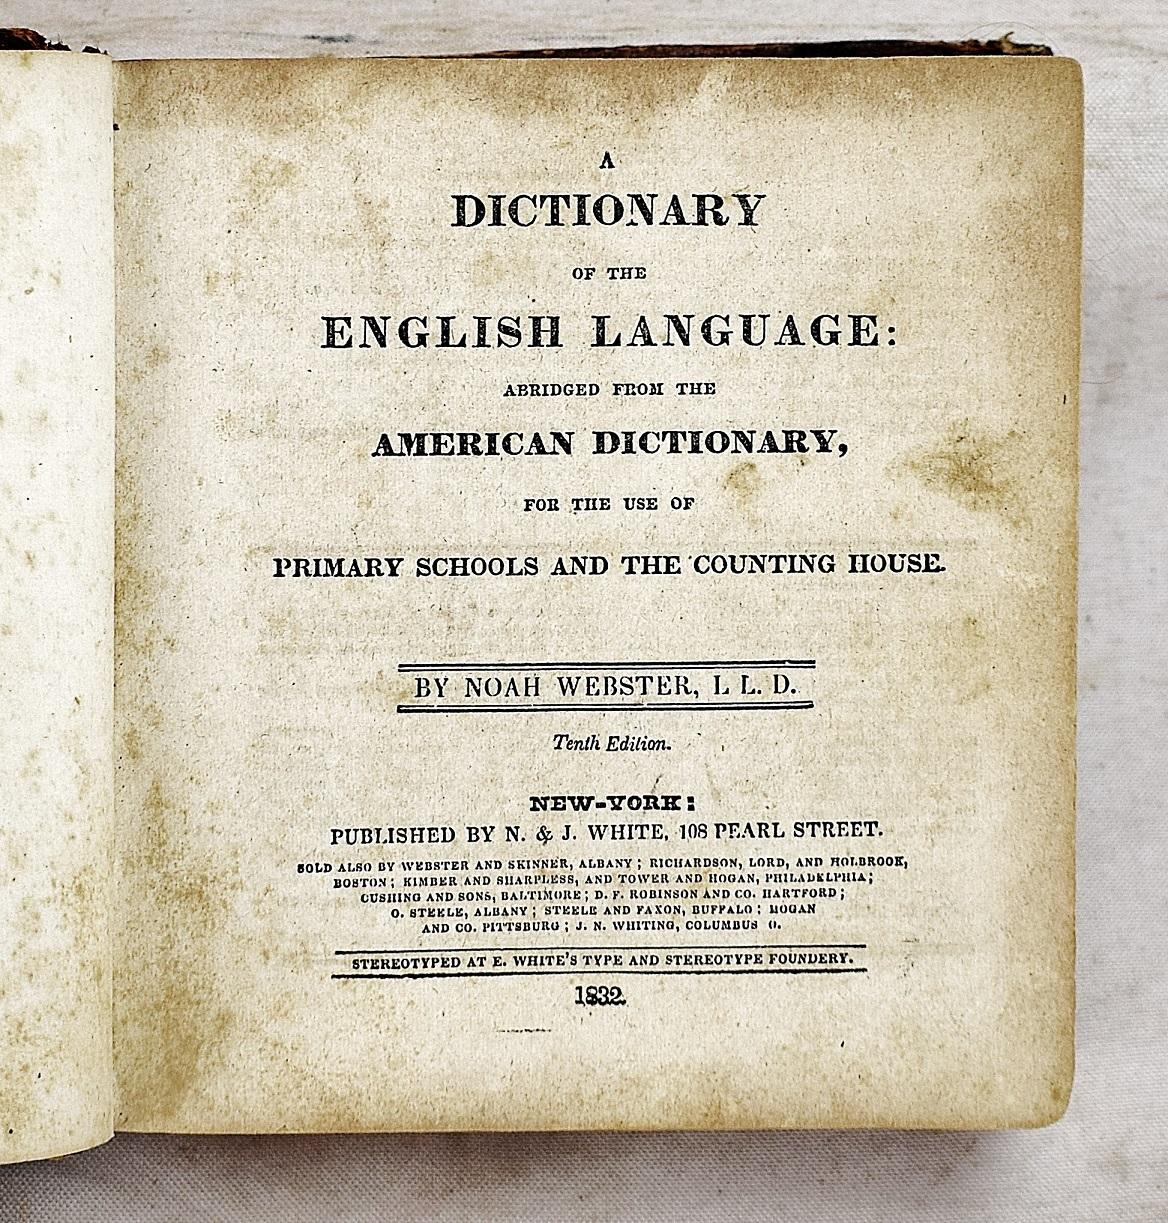 A
DICTIONARY
OF THE
ENGLISH LANGUAGE:
ABRIDGED FROM THE
AMERICAN DICTIONARY,
FOR THE USE OF
PRIMARY SCHOOLS AND THE COUNTING HOUSE.
BY NOAH WEBSTER, L L. D.
Tenth Edition.
NEW-YORK:
PUBLISHED BY N. & J. WHITE, 108 PEARL STREET.
SOLD ALSO BY WEBSTER AND SKINNER, ALBANY; RICHARDSON, LORD, AND HOLBROOK,
BOSTON; KIMBER AND SHARPLESS, AND TOWER AND HOGAN, PHILADELPHIA;
CUSHING AND SONS, BALTIMORE; D. F. ROBINSON AND CO. HARTFORD;
O. STEELE, ALBANY; STEELE AND FAXON, BUFFALO; HOGAN
AND CO. PITTSBURG; J. N. WHITING, COLUMBUS O.
STEREOTYPED AT E. WHITE'S TYPE AND STEREOTYPE FOUNDERY.
1832.